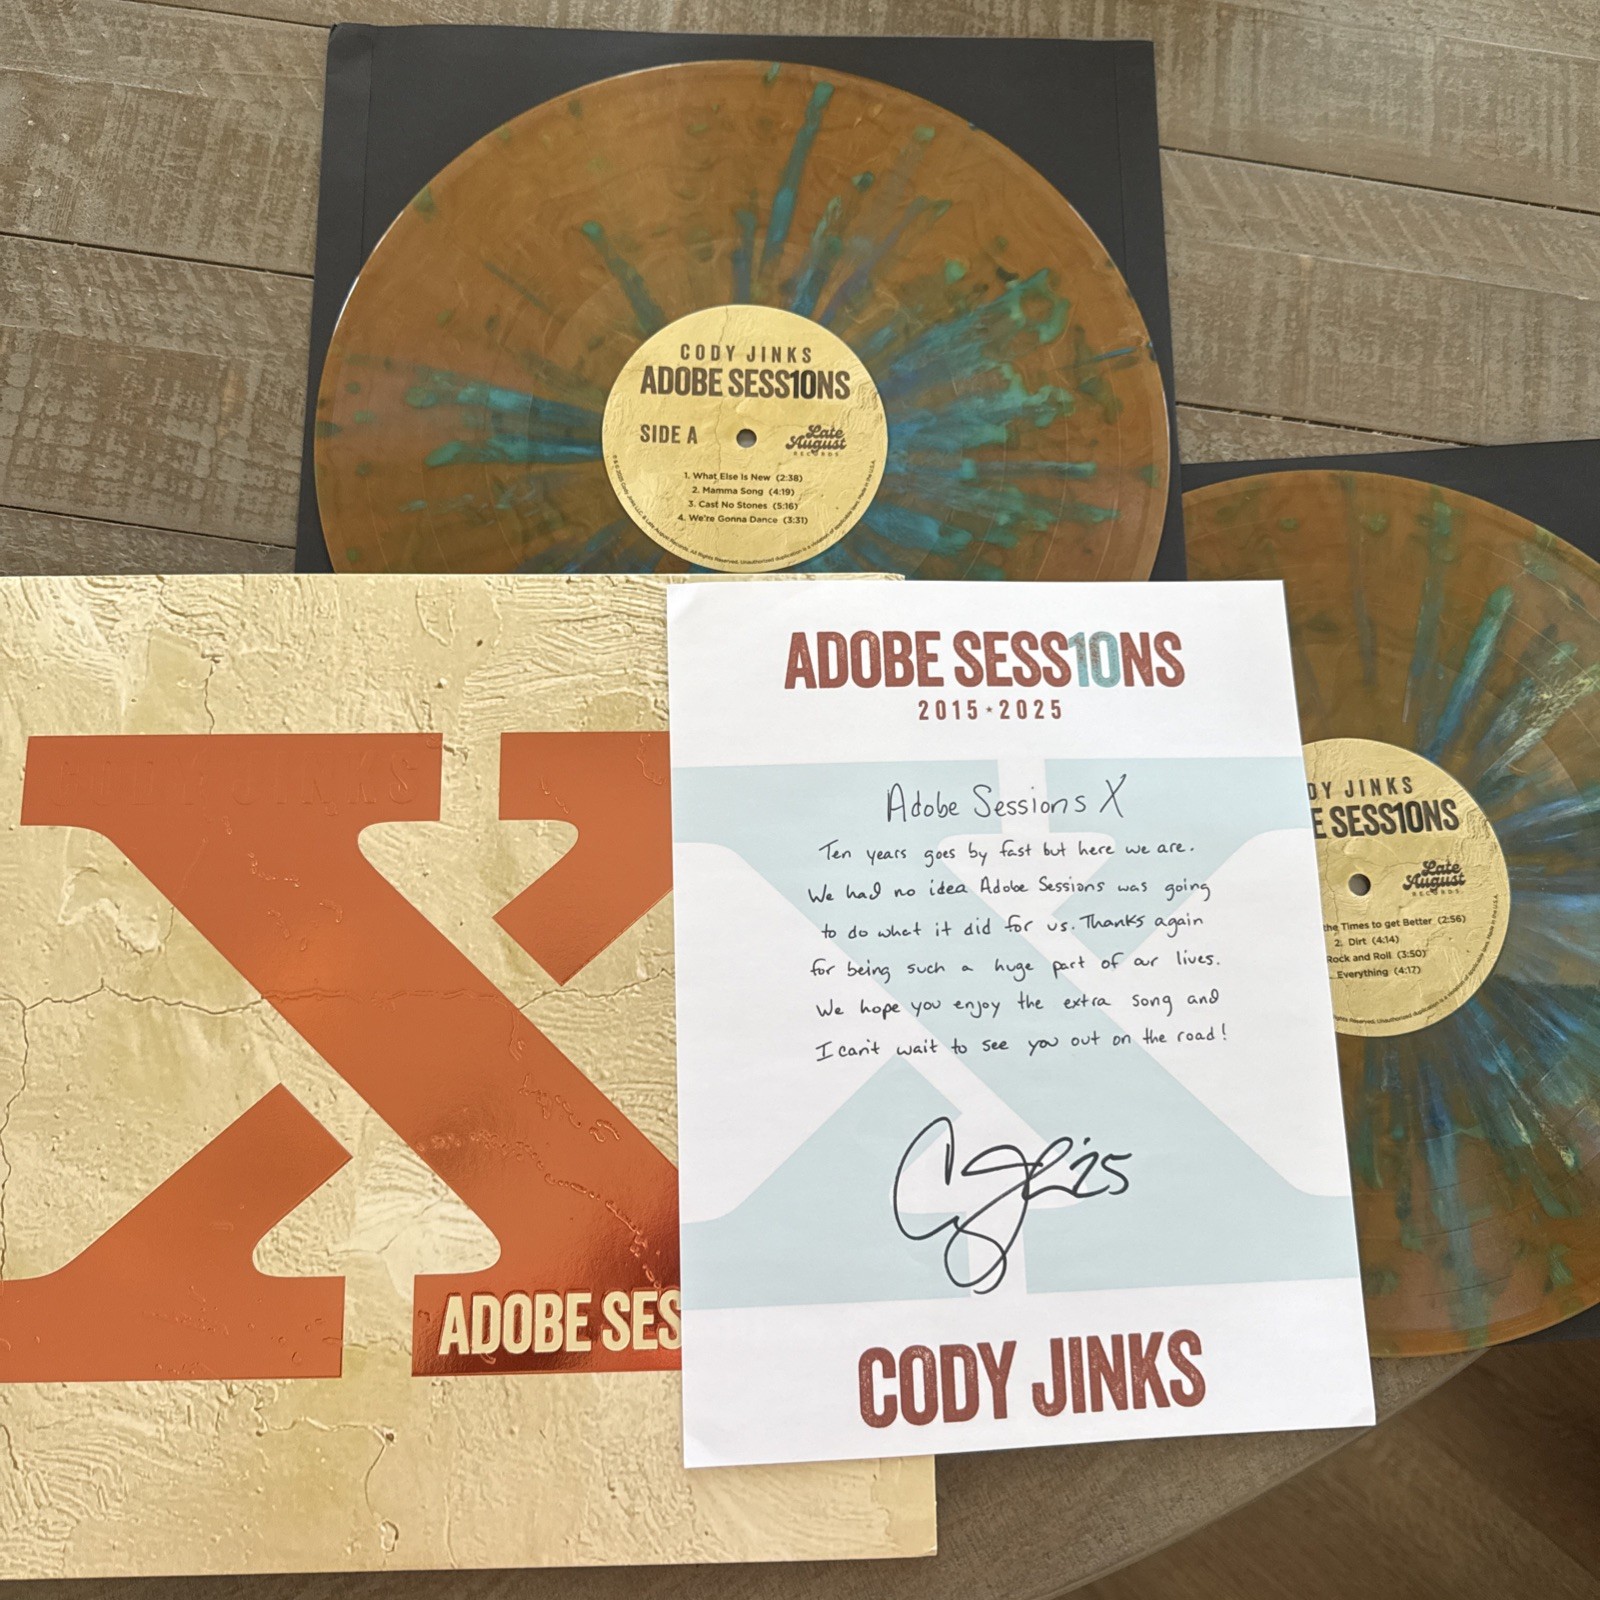 CODY JINKS
ADOBE SESS10NS
SIDE A
Late
August
RECORDS
1. What Else Is New (2:38)
2. Mamma Song (4:19)
3. Cast No Stones (5:16)
4. We're Gonna Dance (3:31)
CODY JINKS
ADOBE SES
ADOBE SESS10NS
2015 ★ 2025
Adobe Sessions X
Ten years goes by fast but here we are.
We had no idea Adobe Sessions was going
to do what it did for us. Thanks again
for being such a huge part of our lives.
We hope you enjoy the extra song and
I can't wait to see you out on the road!
'25
CODY JINKS
DY JINKS
E SESS10NS
Late
August
RECORDS
the Times to get Better (2:56)
2. Dirt (4:14)
Rock and Roll (3:50)
Everything (4:17)